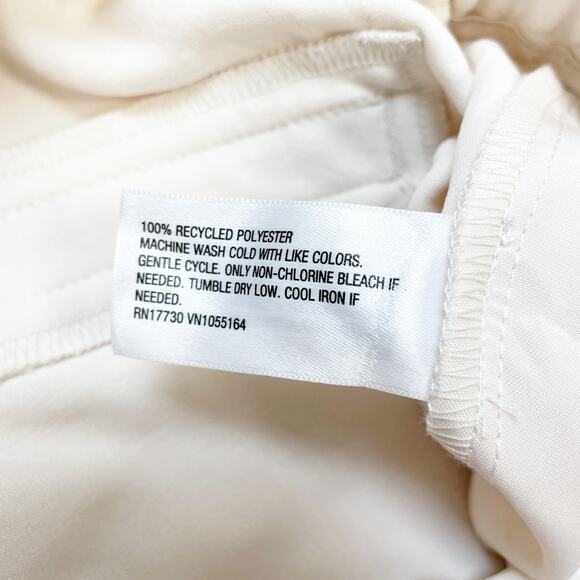 100% RECYCLED POLYESTER
MACHINE WASH COLD WITH LIKE COLORS.
GENTLE CYCLE. ONLY NON-CHLORINE BLEACH IF
NEEDED. TUMBLE DRY LOW. COOL IRON IF
NEEDED.
RN17730 VN1055164